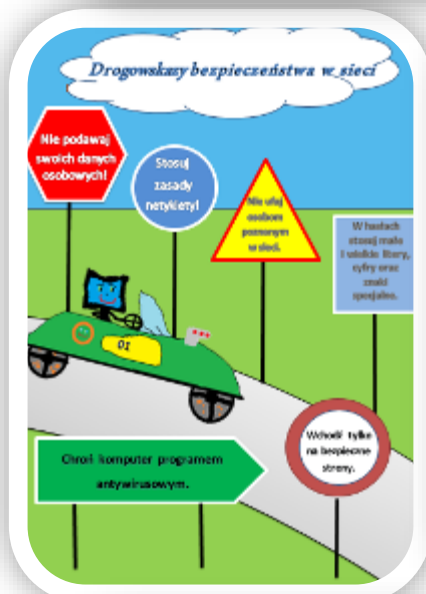 Drogowskazy bezpieczeństwa w sieci
Nie podawaj
swoich danych
osobowych!
Stosuj
zasady
netykiety!
Nie ufaj
osobom
poznanym
w sieci.
W hasłach
stosuj małe
i wielkie litery,
cyfry oraz
znaki
specjalne.
01
Wchodź tylko
na bezpieczne
strony.
Chroń komputer programem
antywirusowym.